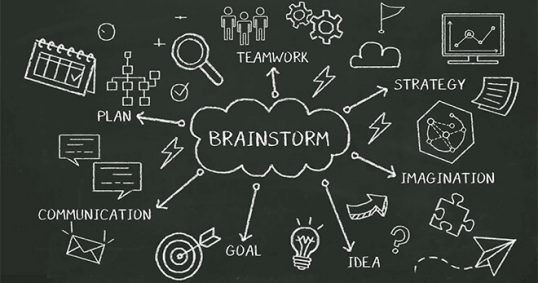 TEAMWORK
STRATEGY
PLAN
BRAINSTORM
IMAGINATION
COMMUNICATION
GOAL
IDEA
?